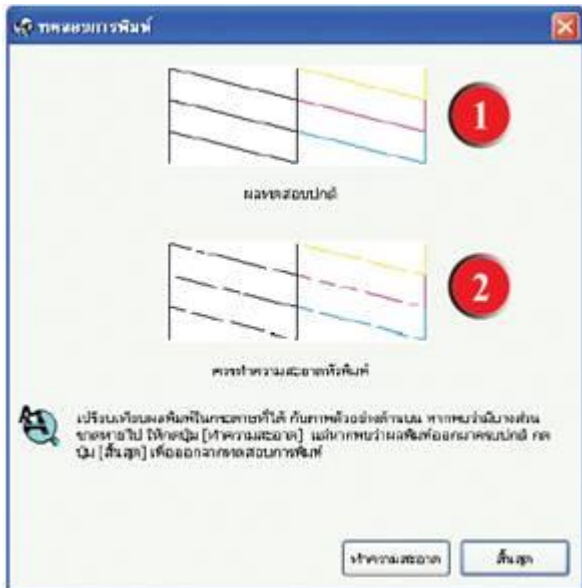 ทดสอบการพิมพ์
1
ผลทดสอบปกติ
2
ควรทำความสะอาดหัวพิมพ์
เปรียบเทียบผลพิมพ์ในกระดาษที่ได้ กับภาพตัวอย่างด้านบน หากพบว่ามีบางส่วน
ขาดหายไป ให้กดปุ่ม [ทำความสะอาด] แต่หากพบว่าผลพิมพ์ออกมาครบปกติ กด
ปุ่ม [สิ้นสุด] เพื่อออกจากทดสอบการพิมพ์
ทำความสะอาด
สิ้นสุด